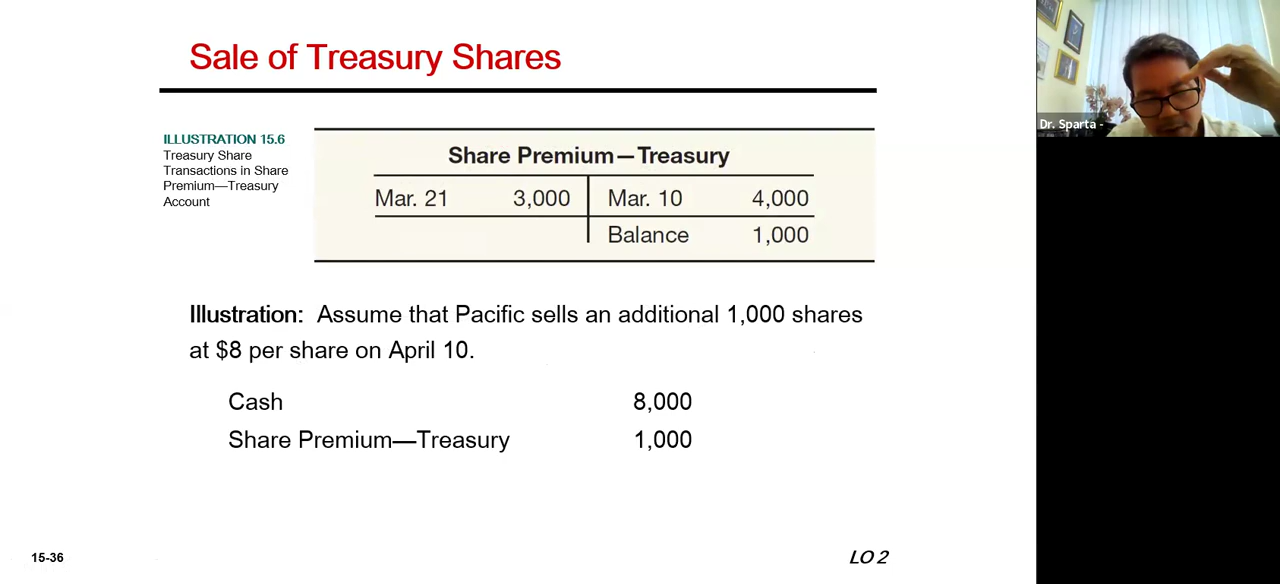 Sale of Treasury Shares
ILLUSTRATION 15.6
Treasury Share
Transactions in Share
Premium—Treasury
Account
Share Premium—Treasury
Mar. 21 3,000 Mar. 10 4,000
Balance 1,000
Illustration: Assume that Pacific sells an additional 1,000 shares
at $8 per share on April 10.
Cash 8,000
Share Premium—Treasury 1,000
15-36
LO 2
Dr. Sparta -